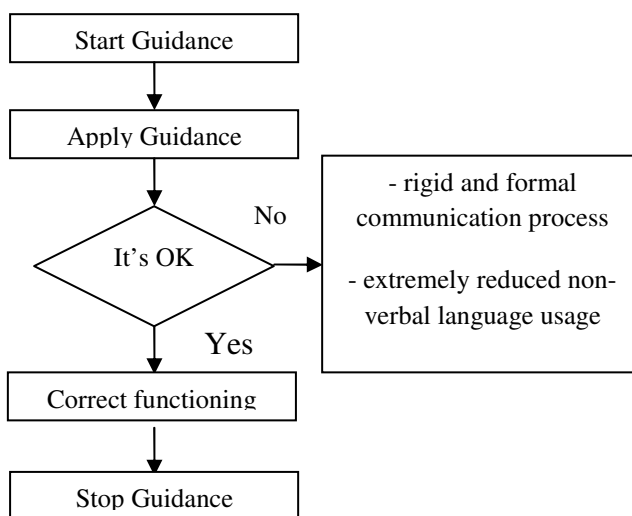 Start Guidance
Apply Guidance
It's OK
No
- rigid and formal
communication process
- extremely reduced non-
verbal language usage
Yes
Correct functioning
Stop Guidance